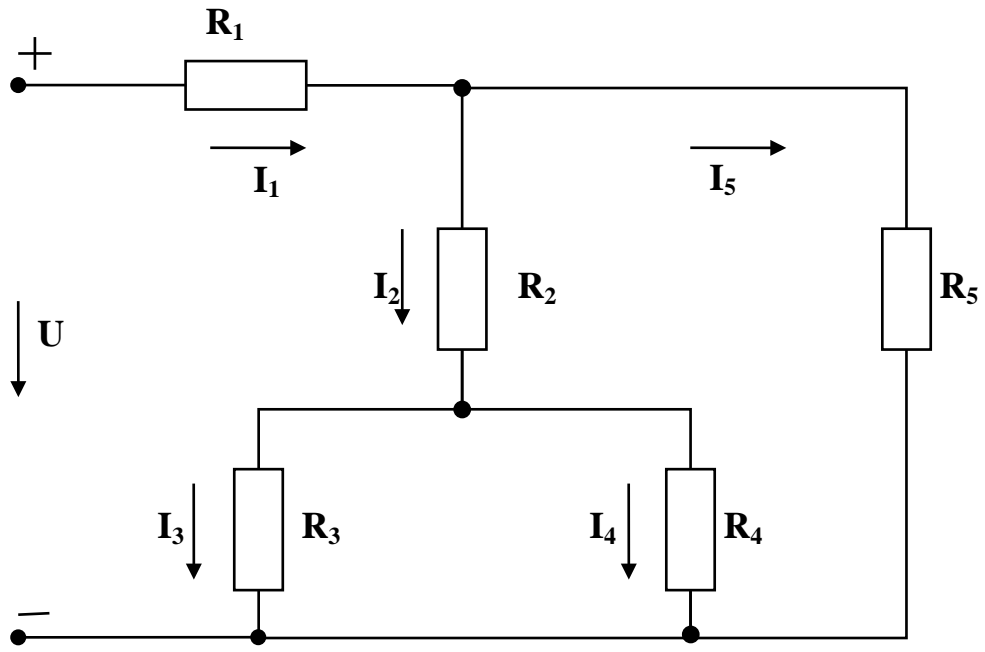 R₁
+
I₁
I₅
I₂
R₂
R₅
U
I₃
R₃
I₄
R₄
−